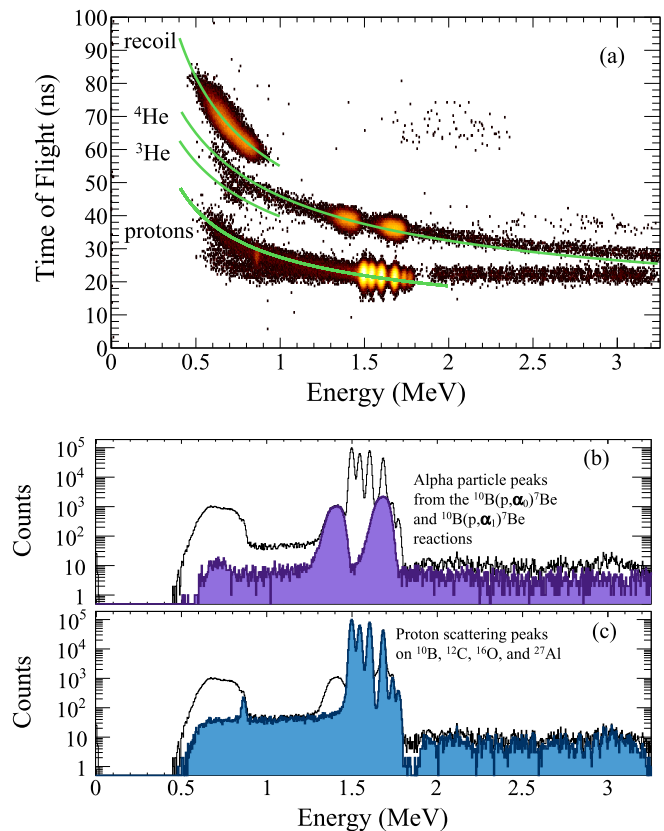 100
90
80
70
60
50
40
30
20
10
0
Time of Flight (ns)
recoil
(a)
⁴He
³He
protons
0 0.5 1 1.5 2 2.5 3
Energy (MeV)
10⁵
10⁴
10³
10²
10
1
Counts
(b)
Alpha particle peaks
from the ¹⁰B(p,α₀)⁷Be
and ¹⁰B(p,α₁)⁷Be
reactions
10⁵
10⁴
10³
10²
10
1
Counts
(c)
Proton scattering peaks
on ¹⁰B, ¹²C, ¹⁶O, and ²⁷Al
0 0.5 1 1.5 2 2.5 3
Energy (MeV)